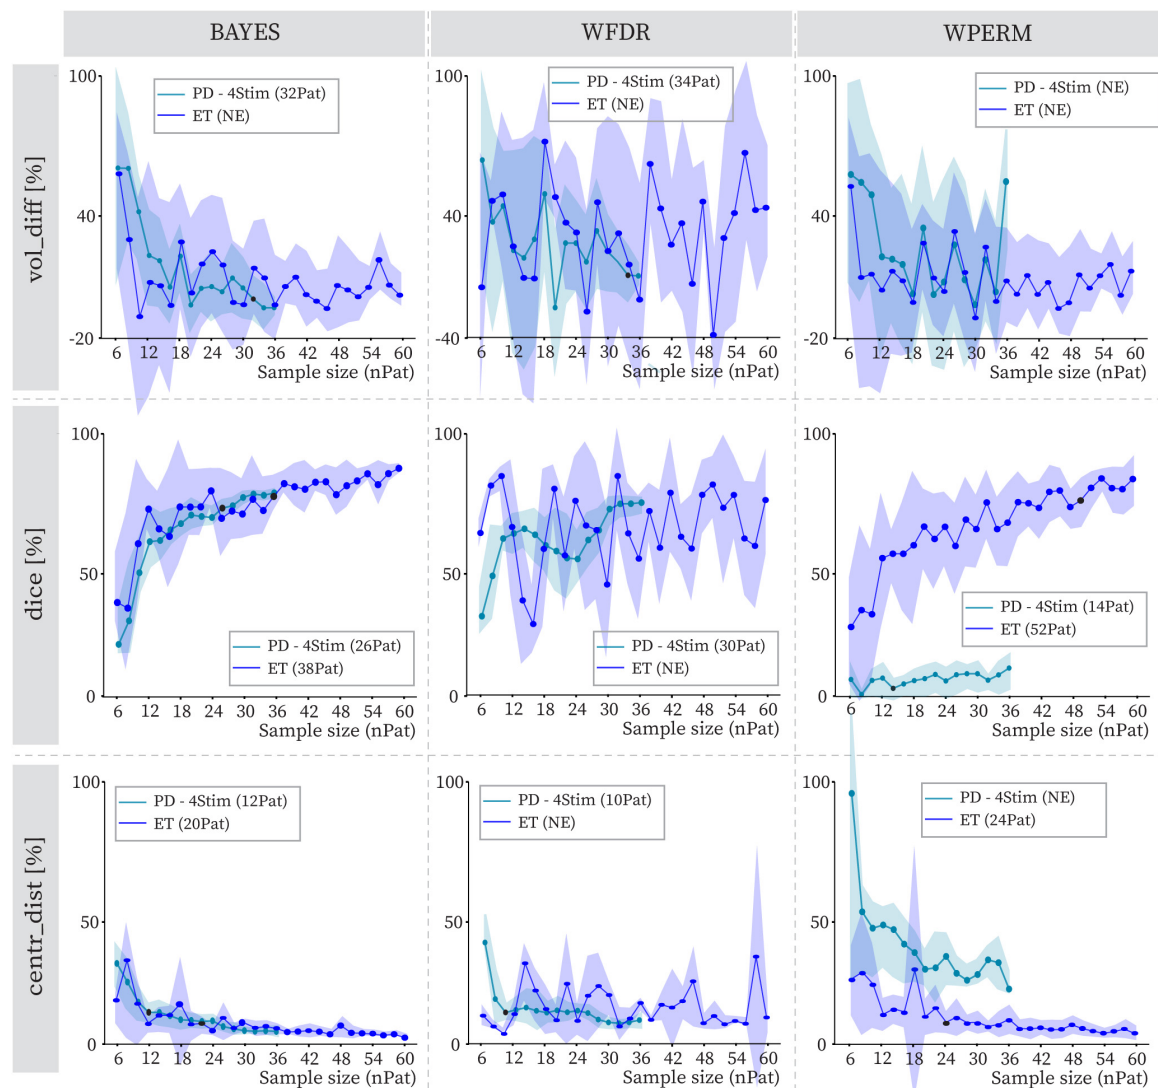 BAYES WFDR WPERM
vol_diff [%]
100 100 100
PD - 4Stim (32Pat) PD - 4Stim (34Pat) PD - 4Stim (NE)
ET (NE) ET (NE) ET (NE)
40 40 40
-20 -40 -20
6 12 18 24 30 36 42 48 54 60 6 12 18 24 30 36 42 48 54 60 6 12 18 24 30 36 42 48 54 60
Sample size (nPat) Sample size (nPat) Sample size (nPat)
dice [%]
100 100 100
50 50 50
PD - 4Stim (26Pat) PD - 4Stim (30Pat) PD - 4Stim (14Pat)
ET (38Pat) ET (NE) ET (52Pat)
0 0 0
6 12 18 24 30 36 42 48 54 60 6 12 18 24 30 36 42 48 54 60 6 12 18 24 30 36 42 48 54 60
Sample size (nPat) Sample size (nPat) Sample size (nPat)
centr_dist [%]
100 100 100
PD - 4Stim (12Pat) PD - 4Stim (10Pat) PD - 4Stim (NE)
ET (20Pat) ET (NE) ET (24Pat)
50 50 50
0 0 0
6 12 18 24 30 36 42 48 54 60 6 12 18 24 30 36 42 48 54 60 6 12 18 24 30 36 42 48 54 60
Sample size (nPat) Sample size (nPat) Sample size (nPat)